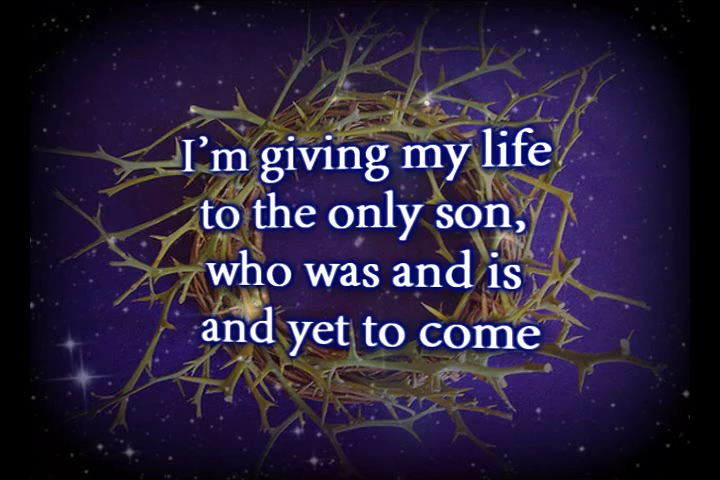 I'm giving my life
to the only son,
who was and is
and yet to come